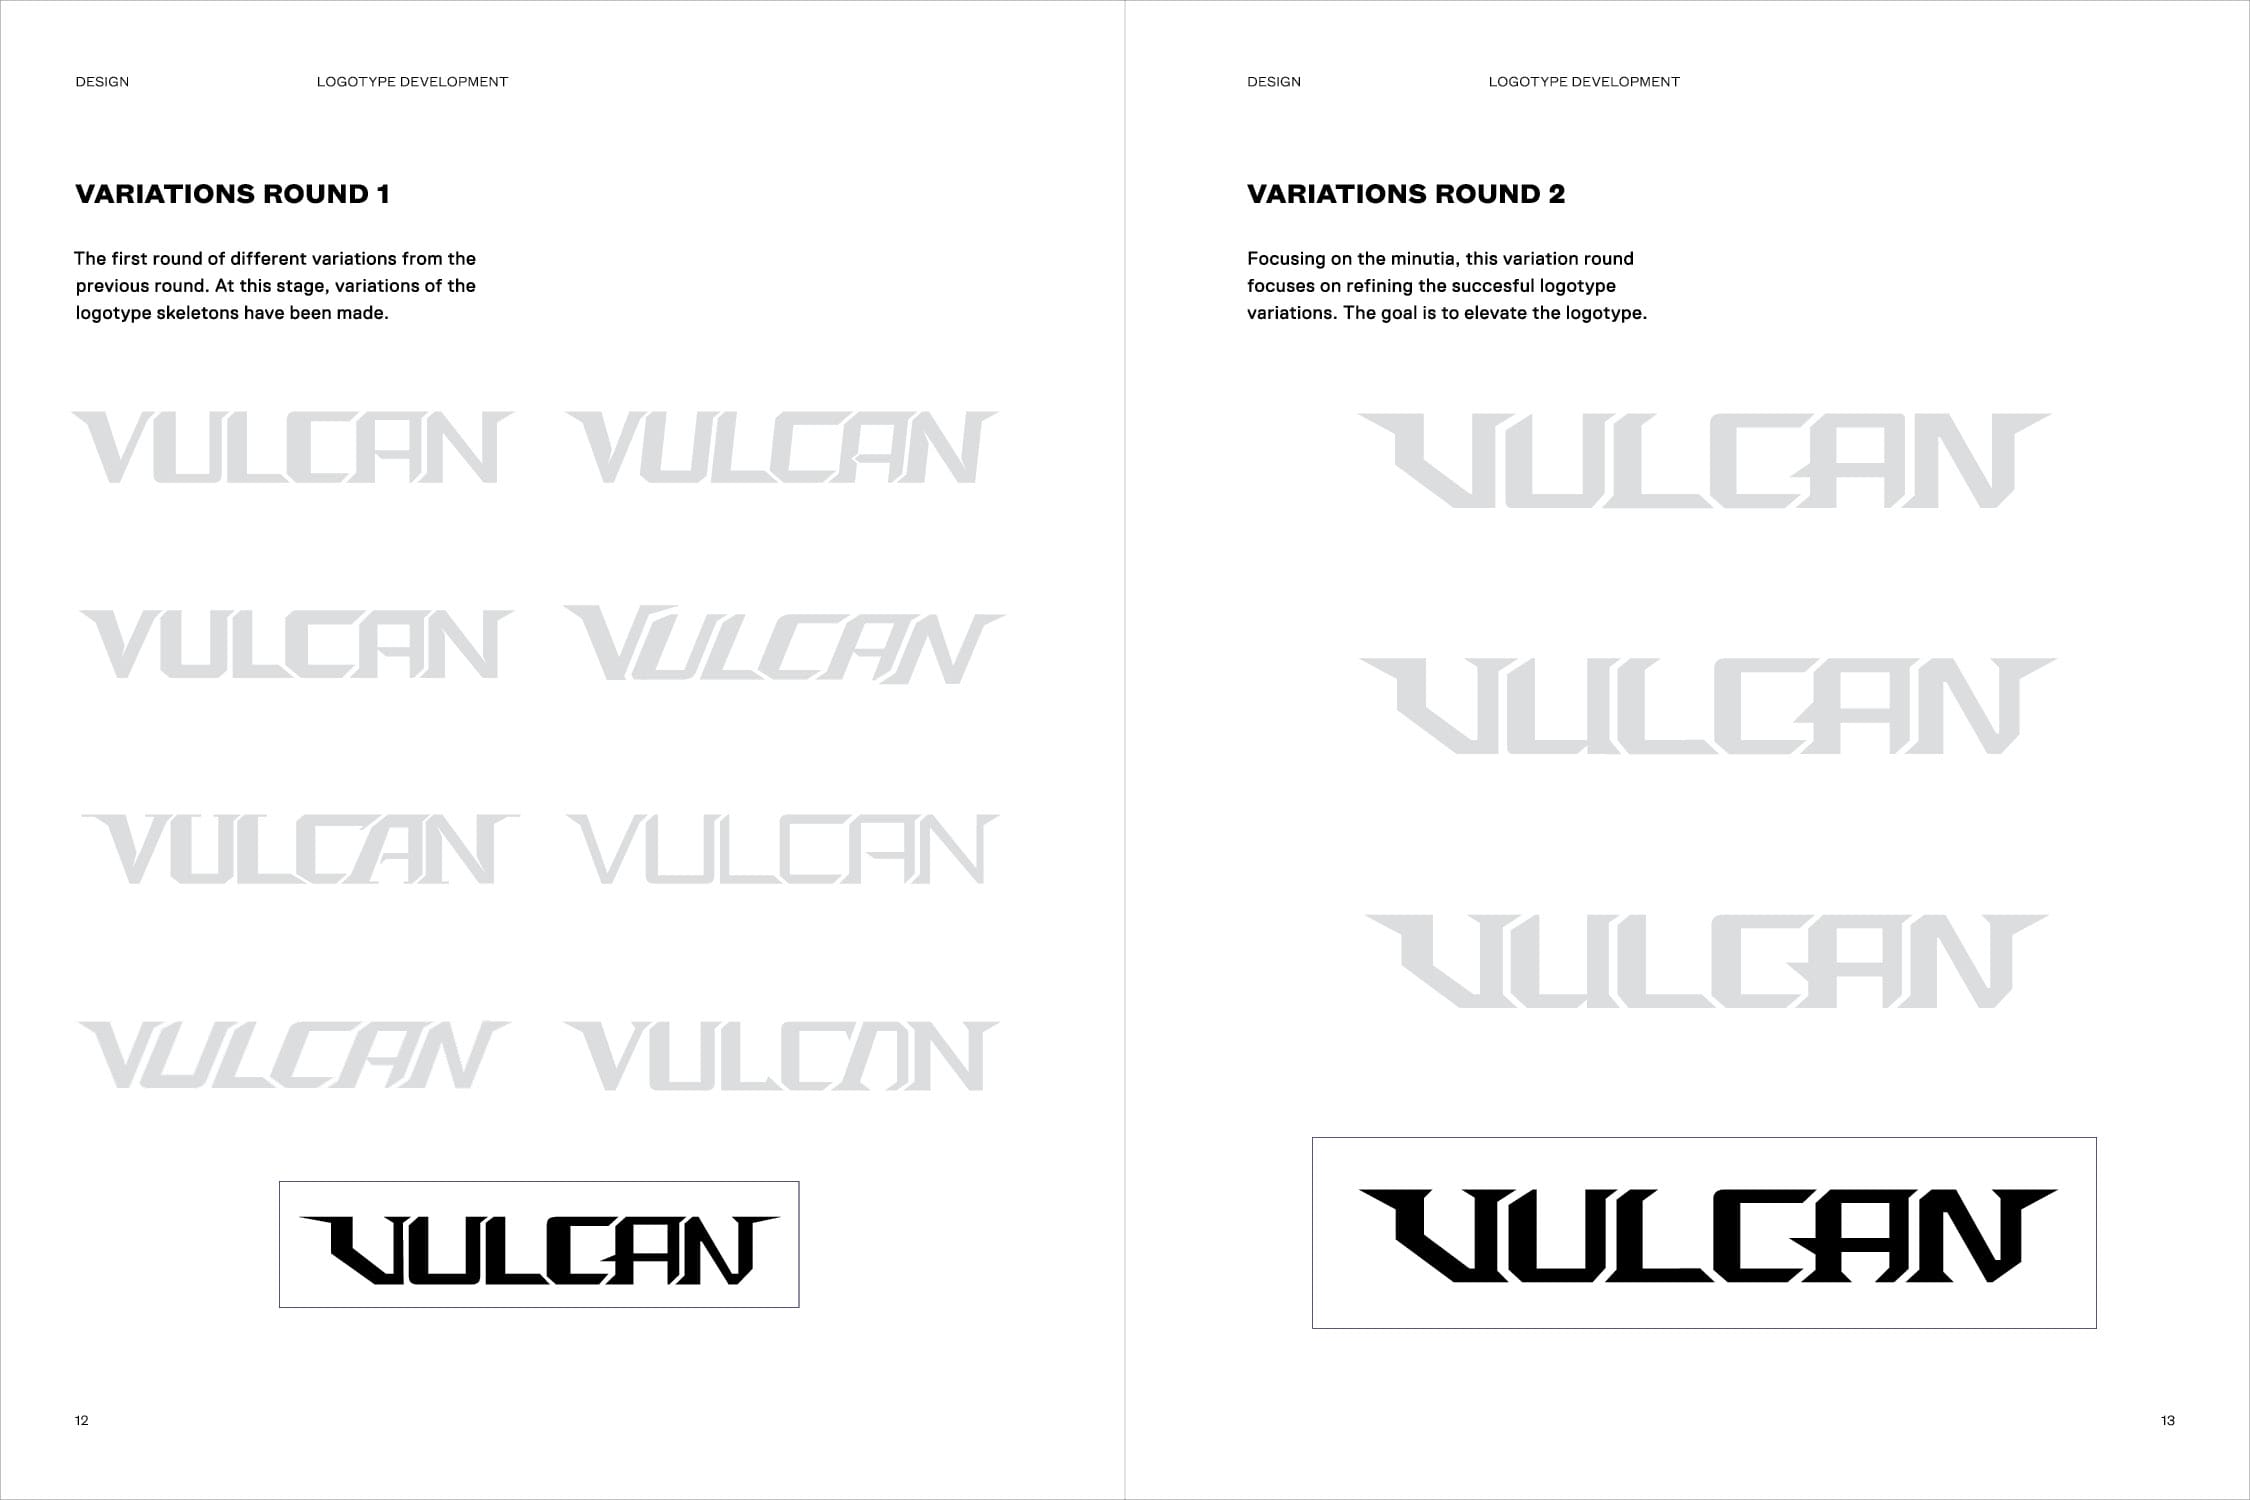 DESIGN LOGOTYPE DEVELOPMENT
VARIATIONS ROUND 1
The first round of different variations from the
previous round. At this stage, variations of the
logotype skeletons have been made.
VULCAN VULCAN
VULCAN VULCAN
VULCAN VULCAN
VULCAN VULCAN
VULCAN
12
DESIGN LOGOTYPE DEVELOPMENT
VARIATIONS ROUND 2
Focusing on the minutia, this variation round
focuses on refining the succesful logotype
variations. The goal is to elevate the logotype.
VULCAN
VULCAN
VULCAN
VULCAN
13